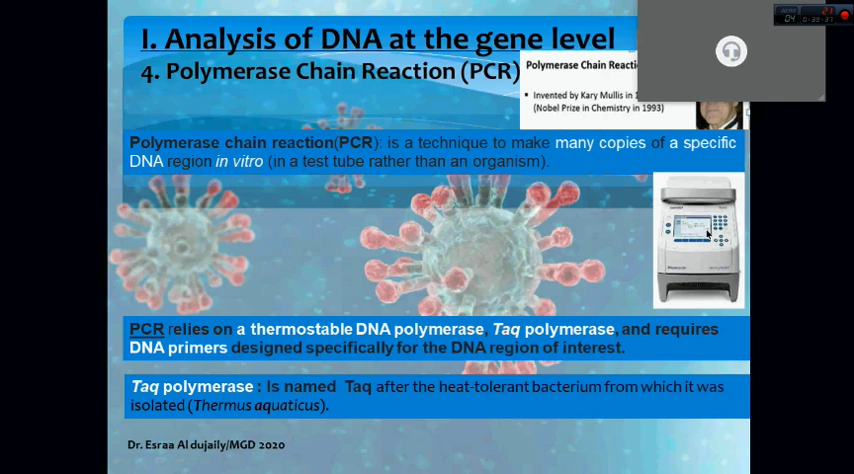 I. Analysis of DNA at the gene level
4. Polymerase Chain Reaction (PCR)
Polymerase Chain
• Invented by Kary Mullis in
(Nobel Prize in Chemistry in 1993)
Polymerase chain reaction(PCR): is a technique to make many copies of a specific
DNA region in vitro (in a test tube rather than an organism).
PCR relies on a thermostable DNA polymerase, Taq polymerase, and requires
DNA primers designed specifically for the DNA region of interest.
Taq polymerase : Is named Taq after the heat-tolerant bacterium from which it was
isolated (Thermus aquaticus).
Dr. Esraa Al dujaily/MGD 2020